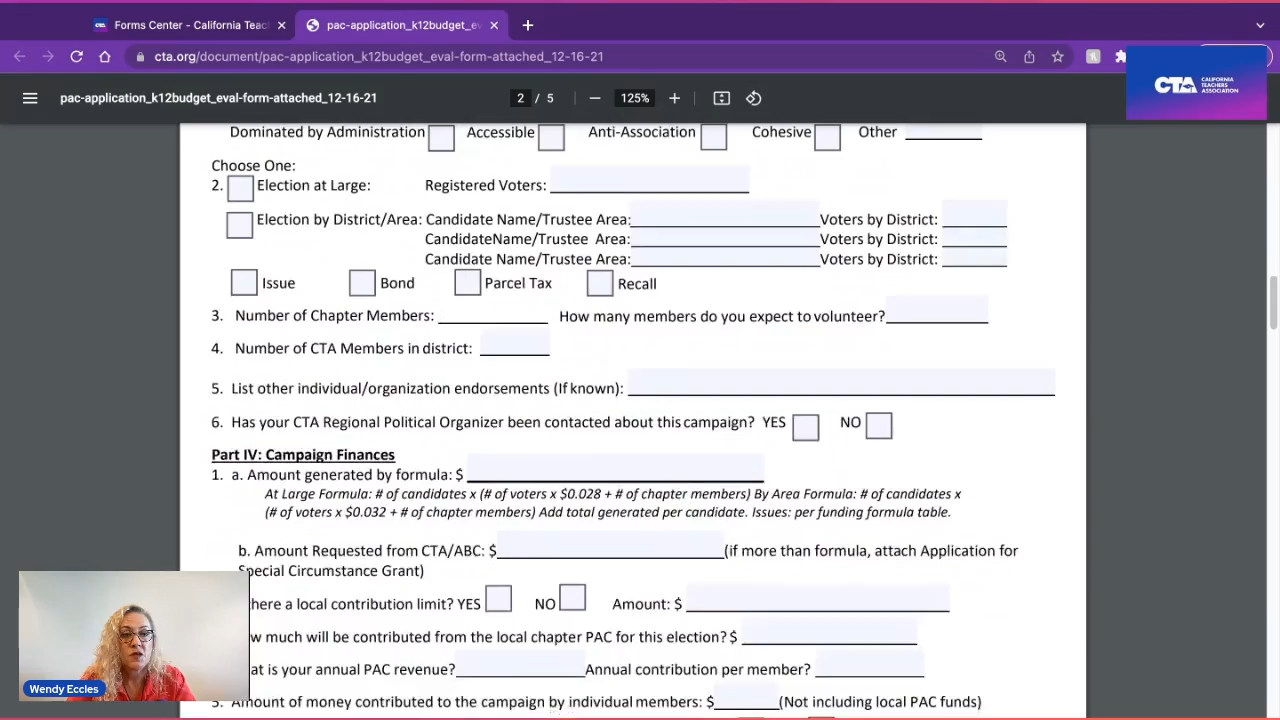 Forms Center - California Teac
pac-application_k12budget_ev
cta.org/document/pac-application_k12budget_eval-form-attached_12-16-21
CTA CALIFORNIA TEACHERS ASSOCIATION
pac-application_k12budget_eval-form-attached_12-16-21
2 / 5
125%
Dominated by Administration Accessible Anti-Association Cohesive Other
Choose One:
2. Election at Large: Registered Voters:
Election by District/Area: Candidate Name/Trustee Area: Voters by District:
CandidateName/Trustee Area: Voters by District:
Candidate Name/Trustee Area: Voters by District:
Issue Bond Parcel Tax Recall
3. Number of Chapter Members: How many members do you expect to volunteer?
4. Number of CTA Members in district:
5. List other individual/organization endorsements (If known):
6. Has your CTA Regional Political Organizer been contacted about this campaign? YES NO
Part IV: Campaign Finances
1. a. Amount generated by formula: $
At Large Formula: # of candidates x (# of voters x $0.028 + # of chapter members) By Area Formula: # of candidates x
(# of voters x $0.032 + # of chapter members) Add total generated per candidate. Issues: per funding formula table.
b. Amount Requested from CTA/ABC: $ (if more than formula, attach Application for
Special Circumstance Grant)
here a local contribution limit? YES NO Amount: $
w much will be contributed from the local chapter PAC for this election? $
at is your annual PAC revenue? Annual contribution per member?
5. Amount of money contributed to the campaign by individual members: $ (Not including local PAC funds)
Wendy Eccles